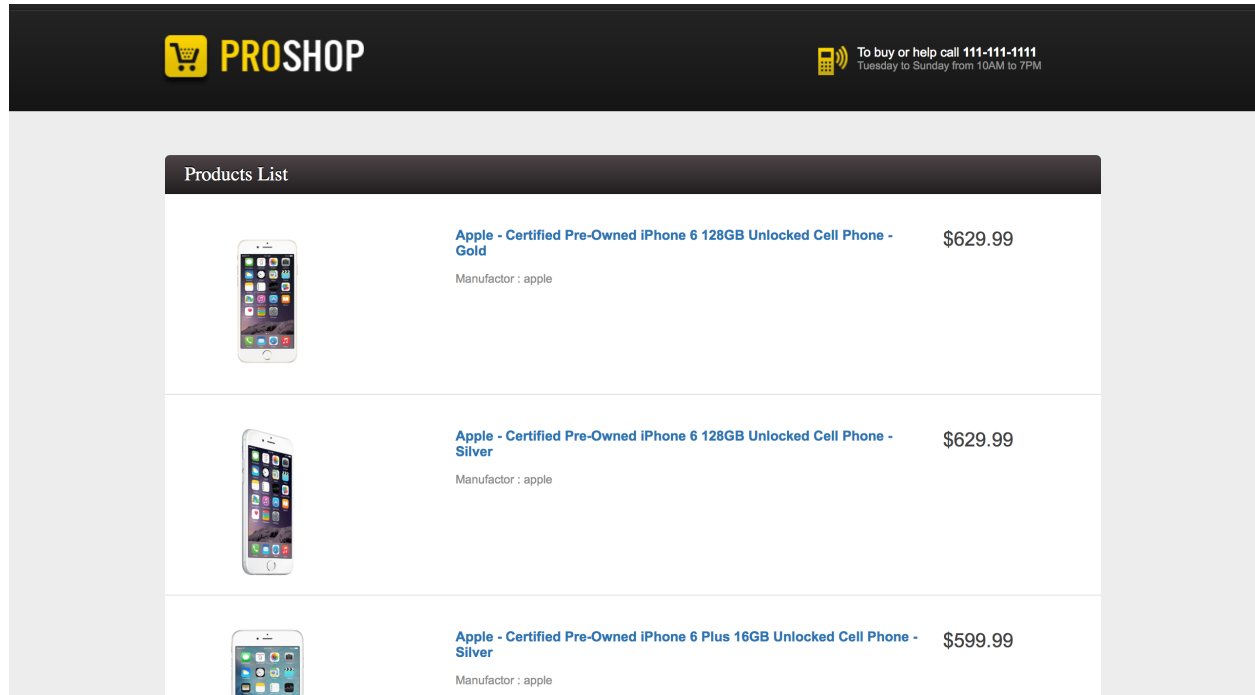 PROSHOP
To buy or help call 111-111-1111
Tuesday to Sunday from 10AM to 7PM
Products List
Apple - Certified Pre-Owned iPhone 6 128GB Unlocked Cell Phone -
Gold
$629.99
Manufactor : apple
Apple - Certified Pre-Owned iPhone 6 128GB Unlocked Cell Phone -
Silver
$629.99
Manufactor : apple
Apple - Certified Pre-Owned iPhone 6 Plus 16GB Unlocked Cell Phone -
Silver
$599.99
Manufactor : apple